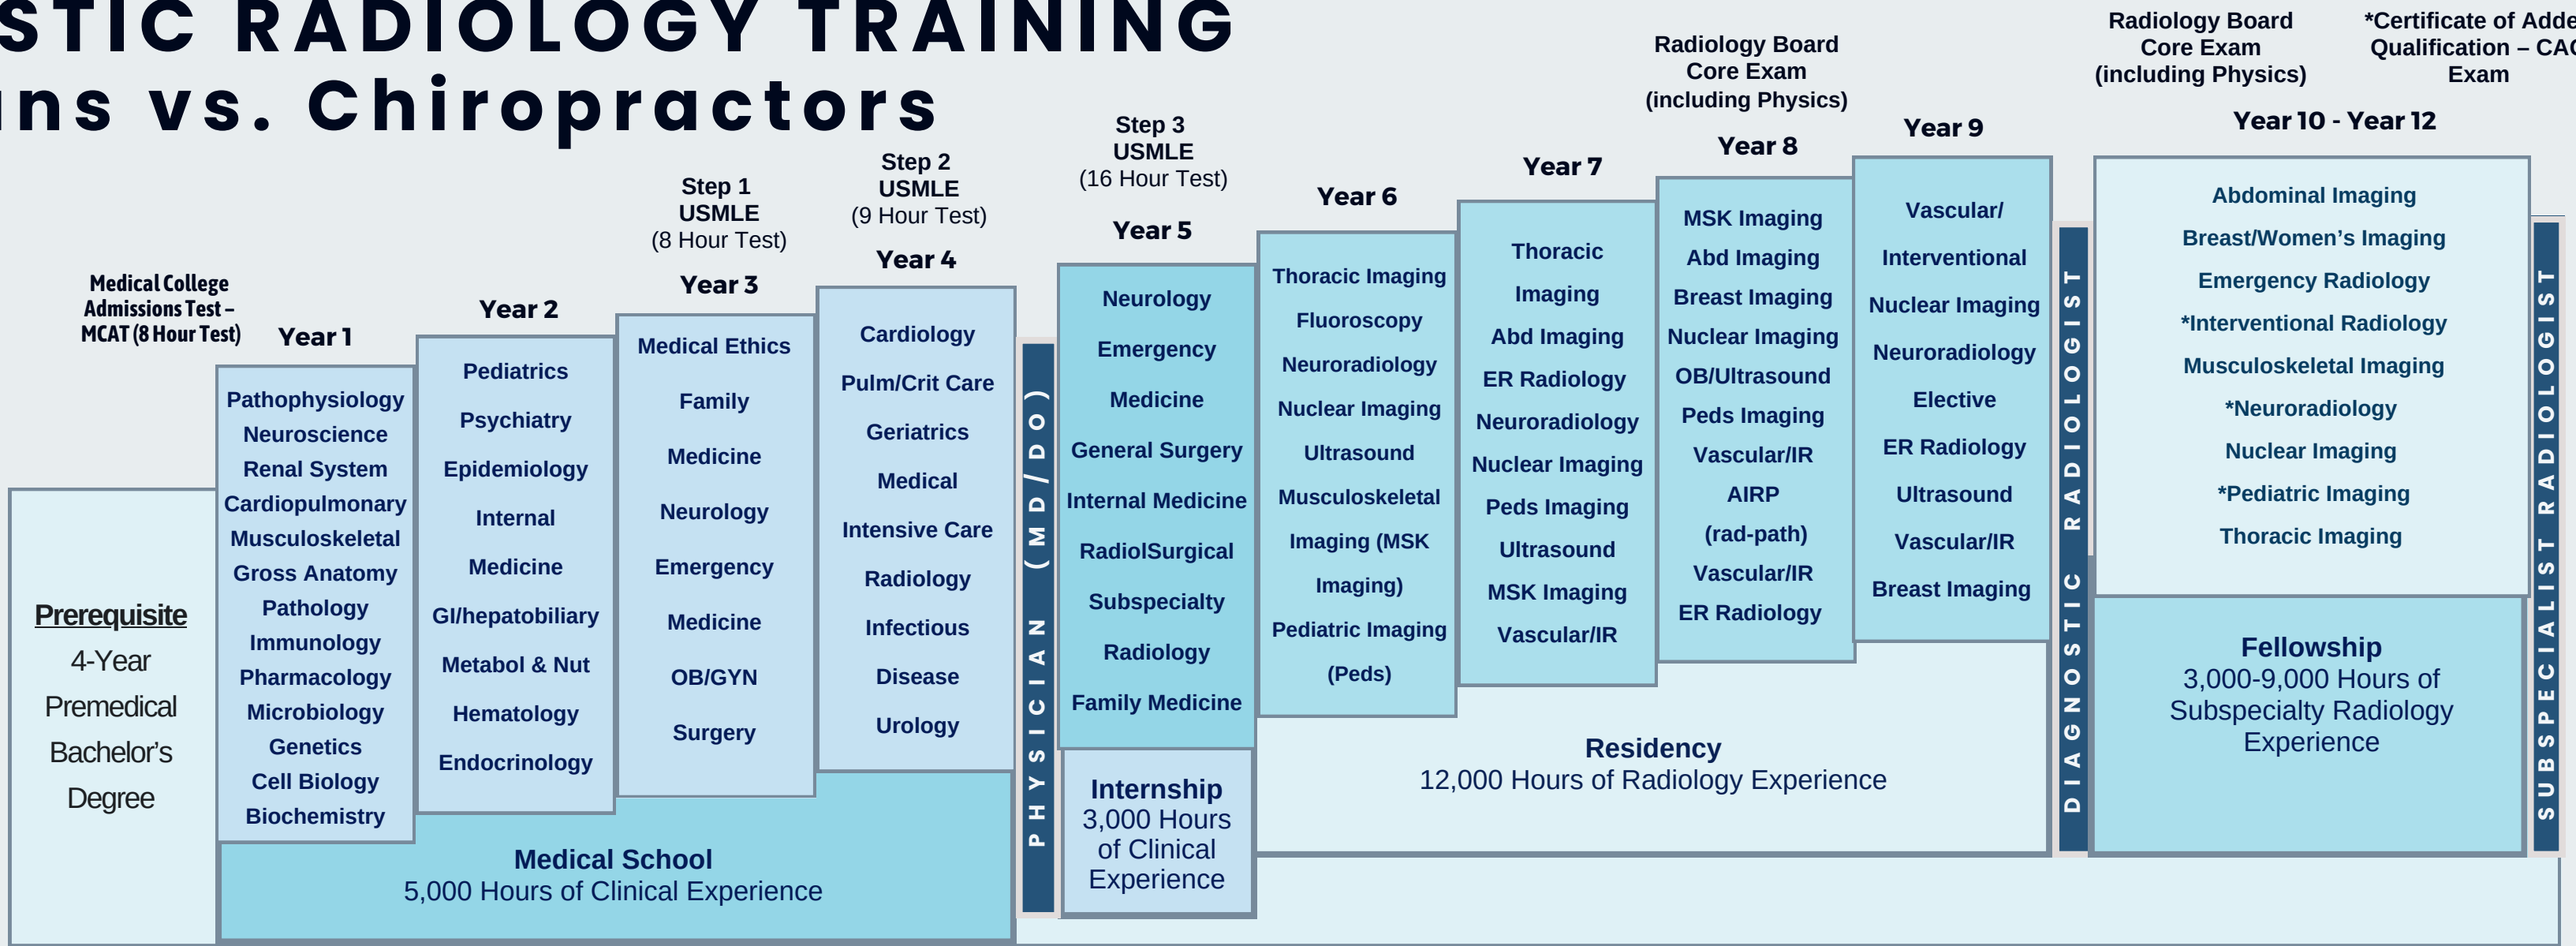 STIC RADIOLOGY TRAINING
ns vs. Chiropractors
Medical College
Admissions Test –
MCAT (8 Hour Test)
Prerequisite
4-Year
Premedical
Bachelor's
Degree
Year 1
Pathophysiology
Neuroscience
Renal System
Cardiopulmonary
Musculoskeletal
Gross Anatomy
Pathology
Immunology
Pharmacology
Microbiology
Genetics
Cell Biology
Biochemistry
Year 2
Pediatrics
Psychiatry
Epidemiology
Internal
Medicine
GI/hepatobiliary
Metabol & Nut
Hematology
Endocrinology
Step 1
USMLE
(8 Hour Test)
Year 3
Medical Ethics
Family
Medicine
Neurology
Emergency
Medicine
OB/GYN
Surgery
Step 2
USMLE
(9 Hour Test)
Year 4
Cardiology
Pulm/Crit Care
Geriatrics
Medical
Intensive Care
Radiology
Infectious
Disease
Urology
Medical School
5,000 Hours of Clinical Experience
PHYSICIAN (MD/DO)
Step 3
USMLE
(16 Hour Test)
Year 5
Neurology
Emergency
Medicine
General Surgery
Internal Medicine
RadiolSurgical
Subspecialty
Radiology
Family Medicine
Internship
3,000 Hours
of Clinical
Experience
Year 6
Thoracic Imaging
Fluoroscopy
Neuroradiology
Nuclear Imaging
Ultrasound
Musculoskeletal
Imaging (MSK
Imaging)
Pediatric Imaging
(Peds)
Year 7
Thoracic
Imaging
Abd Imaging
ER Radiology
Neuroradiology
Nuclear Imaging
Peds Imaging
Ultrasound
MSK Imaging
Vascular/IR
Radiology Board
Core Exam
(including Physics)
Year 8
MSK Imaging
Abd Imaging
Breast Imaging
Nuclear Imaging
OB/Ultrasound
Peds Imaging
Vascular/IR
AIRP
(rad-path)
Vascular/IR
ER Radiology
Year 9
Vascular/
Interventional
Nuclear Imaging
Neuroradiology
Elective
ER Radiology
Ultrasound
Vascular/IR
Breast Imaging
Residency
12,000 Hours of Radiology Experience
DIAGNOSTIC RADIOLOGIST
Radiology Board
Core Exam
(including Physics)
*Certificate of Adde
Qualification – CA
Exam
Year 10 - Year 12
Abdominal Imaging
Breast/Women's Imaging
Emergency Radiology
*Interventional Radiology
Musculoskeletal Imaging
*Neuroradiology
Nuclear Imaging
*Pediatric Imaging
Thoracic Imaging
Fellowship
3,000-9,000 Hours of
Subspecialty Radiology
Experience
SUBSPECIALIST RADIOLOGIST